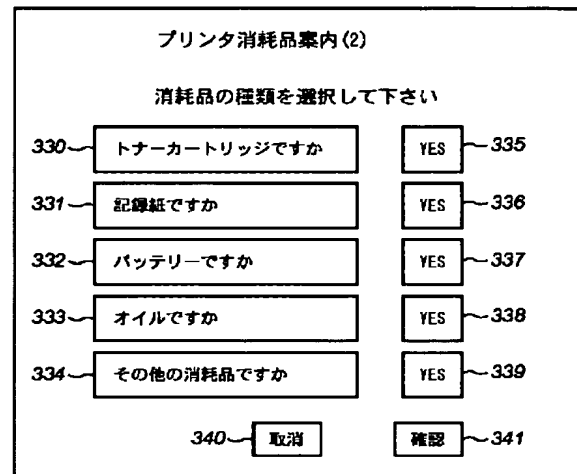 プリンタ消耗品案内(2)
消耗品の種類を選択して下さい
330 トナーカートリッジですか YES 335
331 記録紙ですか YES 336
332 バッテリーですか YES 337
333 オイルですか YES 338
334 その他の消耗品ですか YES 339
340 取消 確認 341